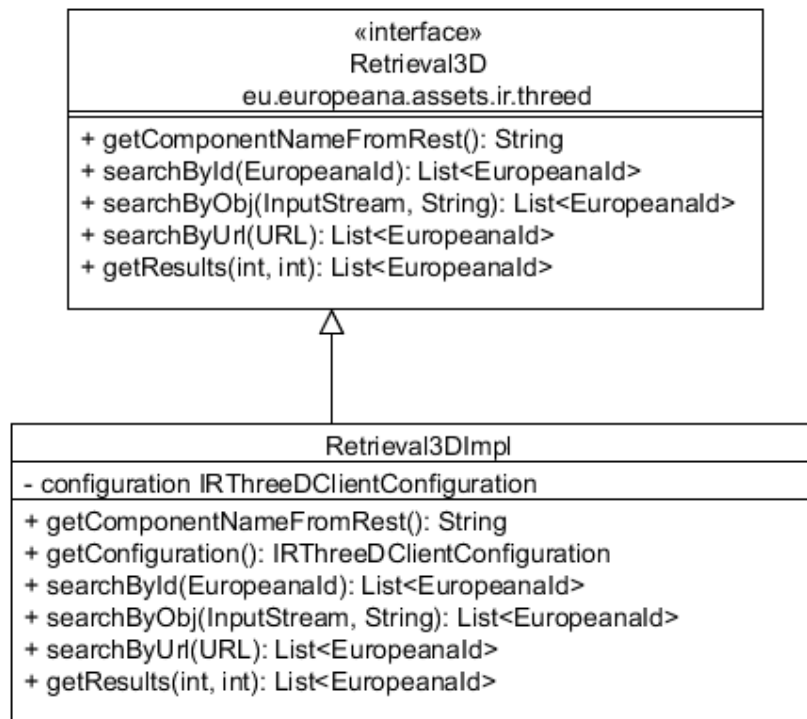 «interface»
Retrieval3D
eu.europeana.assets.ir.threed
+ getComponentNameFromRest(): String
+ searchById(EuropeanaId): List<EuropeanaId>
+ searchByObj(InputStream, String): List<EuropeanaId>
+ searchByUrl(URL): List<EuropeanaId>
+ getResults(int, int): List<EuropeanaId>
Retrieval3DImpl
- configuration IRThreeDClientConfiguration
+ getComponentNameFromRest(): String
+ getConfiguration(): IRThreeDClientConfiguration
+ searchById(EuropeanaId): List<EuropeanaId>
+ searchByObj(InputStream, String): List<EuropeanaId>
+ searchByUrl(URL): List<EuropeanaId>
+ getResults(int, int): List<EuropeanaId>